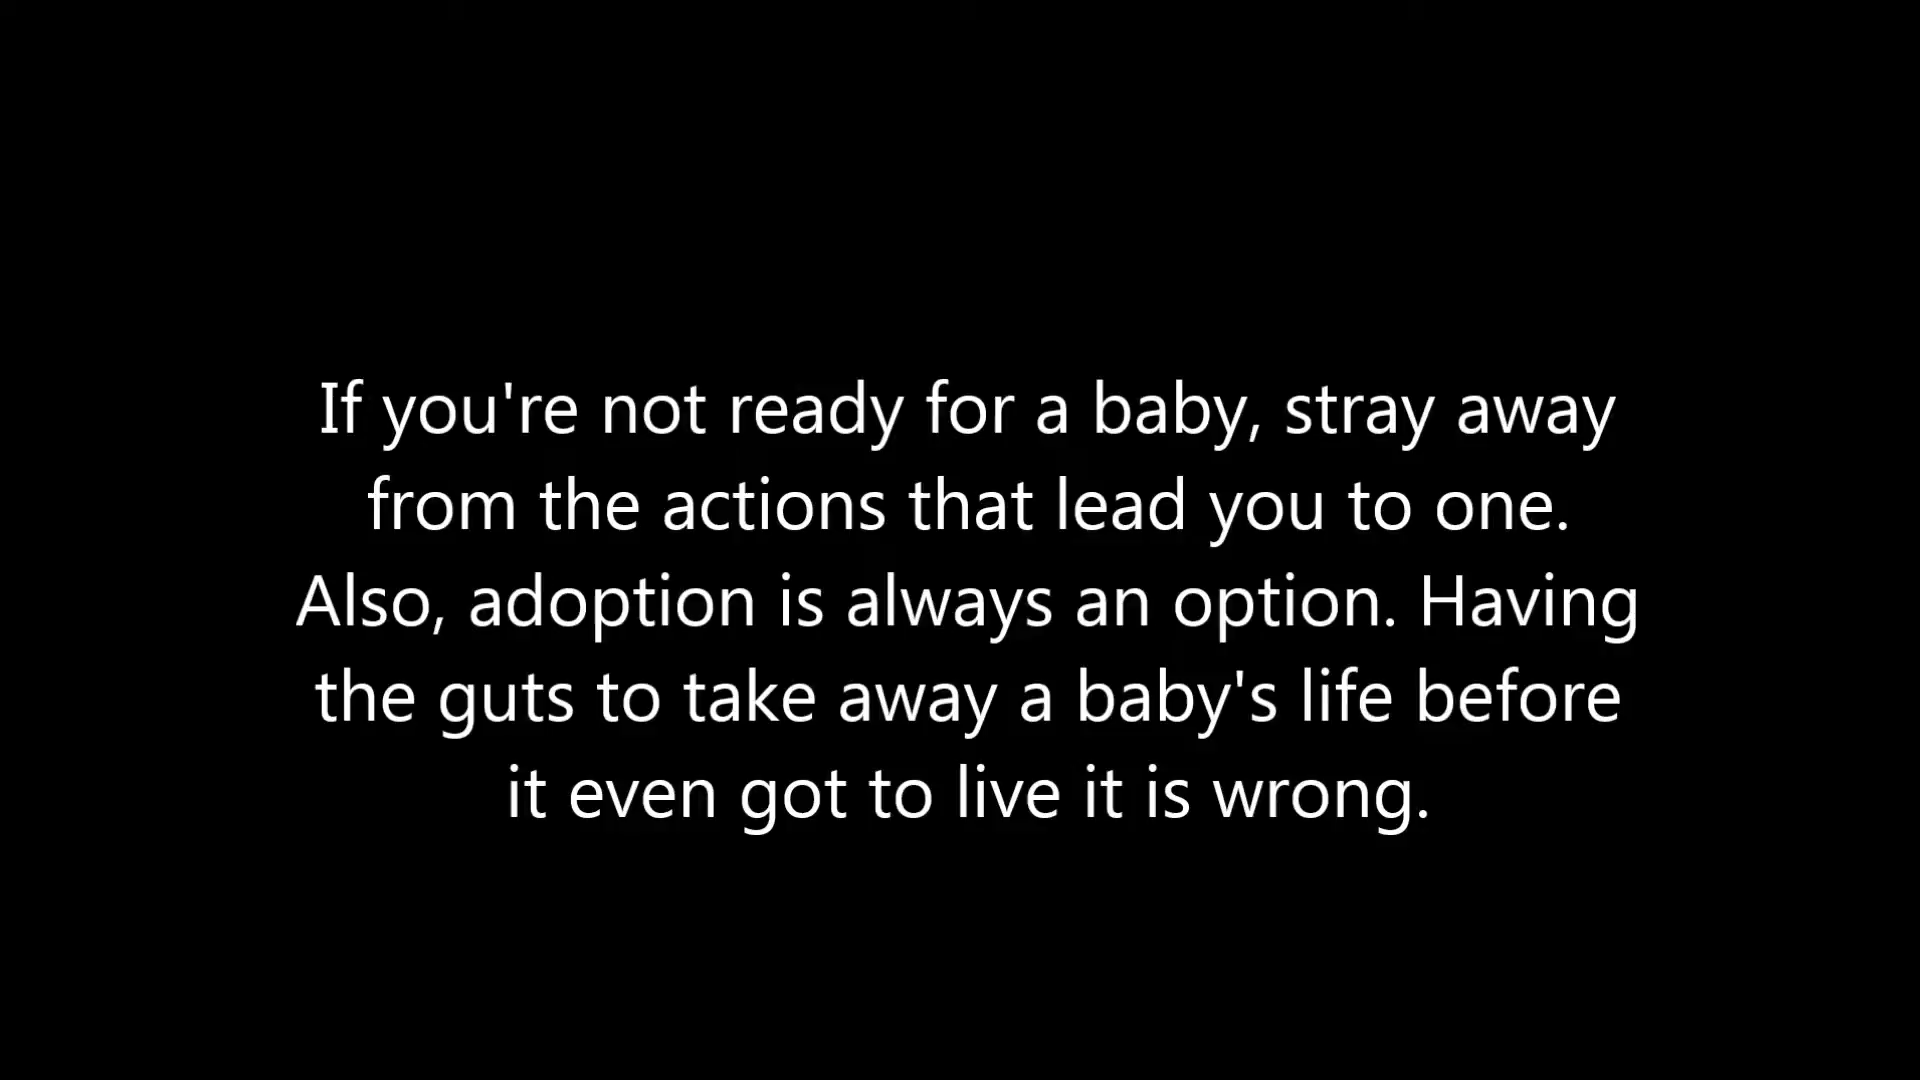 If you're not ready for a baby, stray away
from the actions that lead you to one.
Also, adoption is always an option. Having
the guts to take away a baby's life before
it even got to live it is wrong.